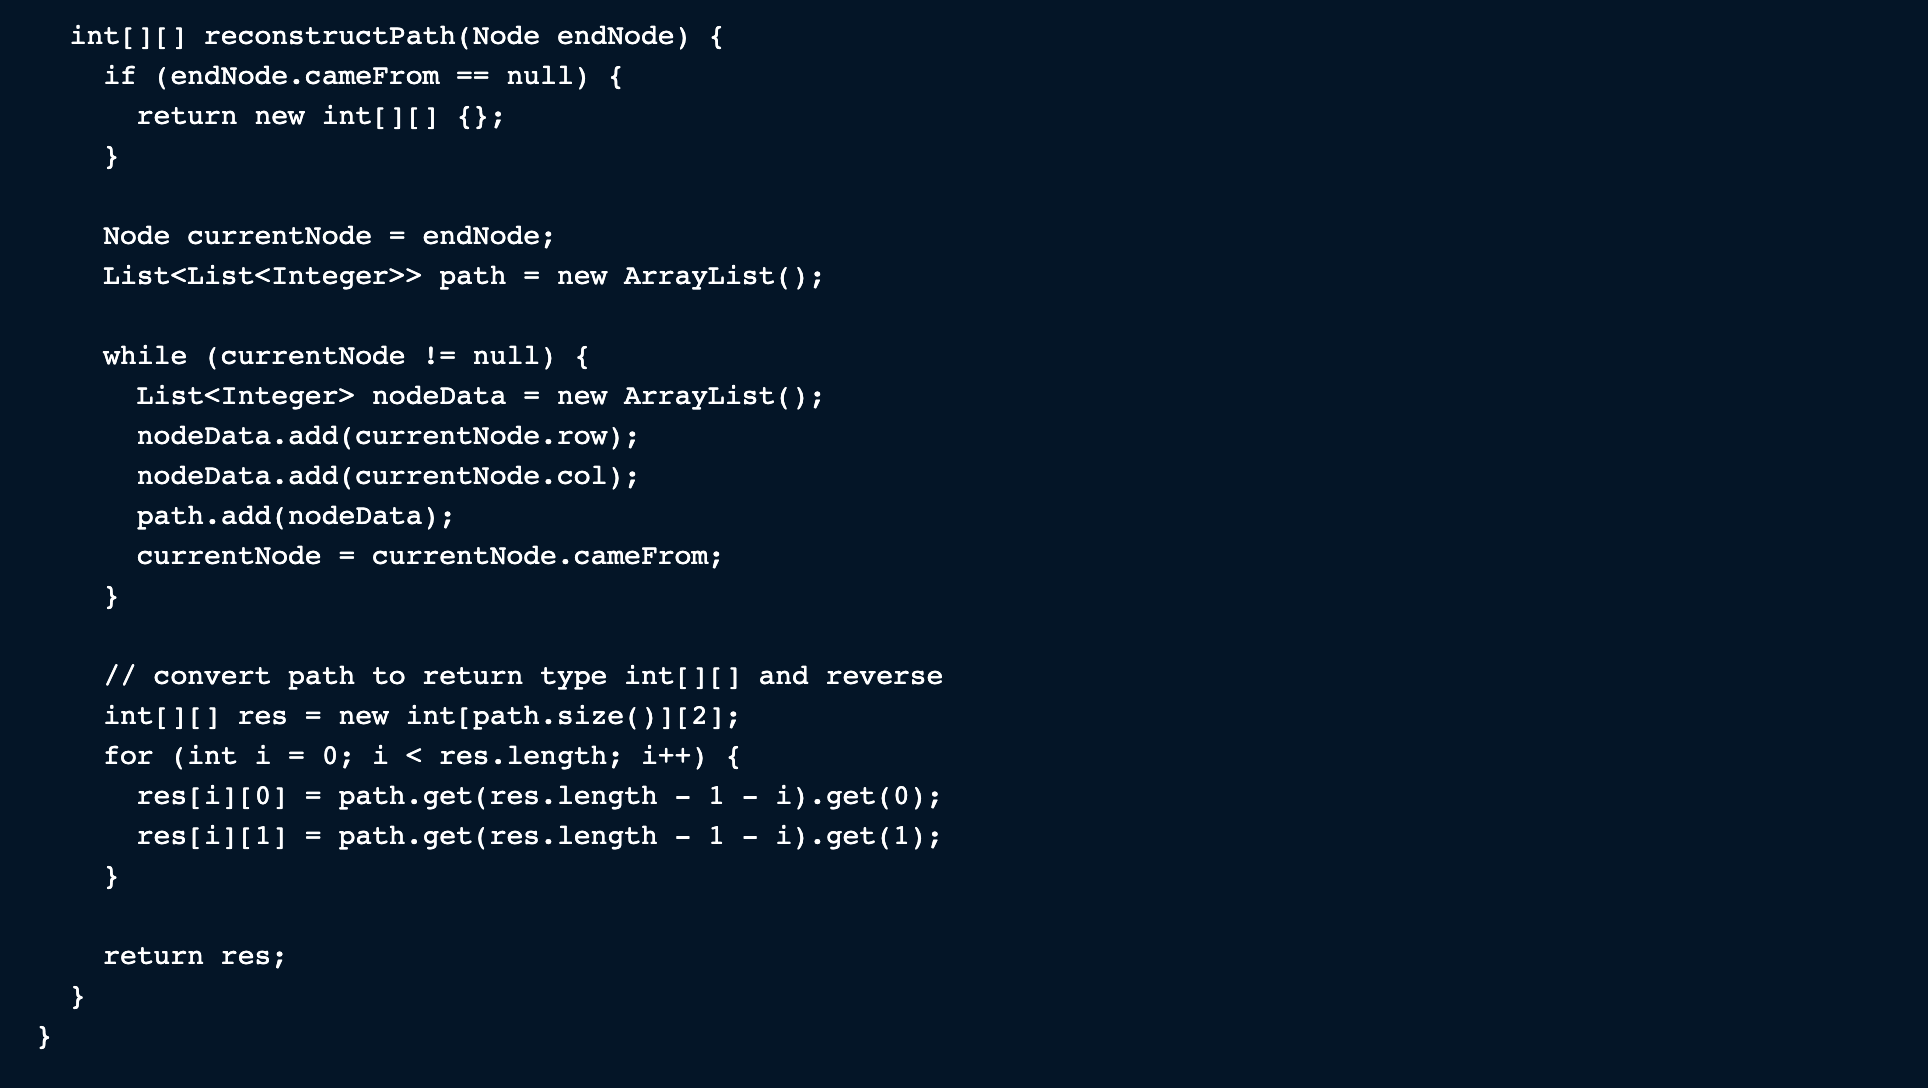 int[][] reconstructPath(Node endNode) {
if (endNode.cameFrom == null) {
return new int[][] {};
}
Node currentNode = endNode;
List<List<Integer>> path = new ArrayList();
while (currentNode != null) {
List<Integer> nodeData = new ArrayList();
nodeData.add(currentNode.row);
nodeData.add(currentNode.col);
path.add(nodeData);
currentNode = currentNode.cameFrom;
}
// convert path to return type int[][] and reverse
int[][] res = new int[path.size()][2];
for (int i = 0; i < res.length; i++) {
res[i][0] = path.get(res.length - 1 - i).get(0);
res[i][1] = path.get(res.length - 1 - i).get(1);
}
return res;
}
}